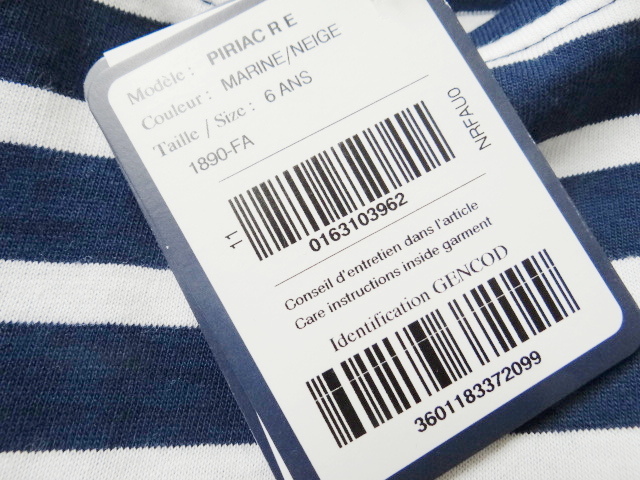 Modèle : PIRIAC R E
Couleur : MARINE/NEIGE
Taille / Size : 6 ANS
1890-FA
NRFAU0
11
0163103962
Conseil d'entretien dans l'article
Care instructions inside garment
Identification GENCOD
3601183372099